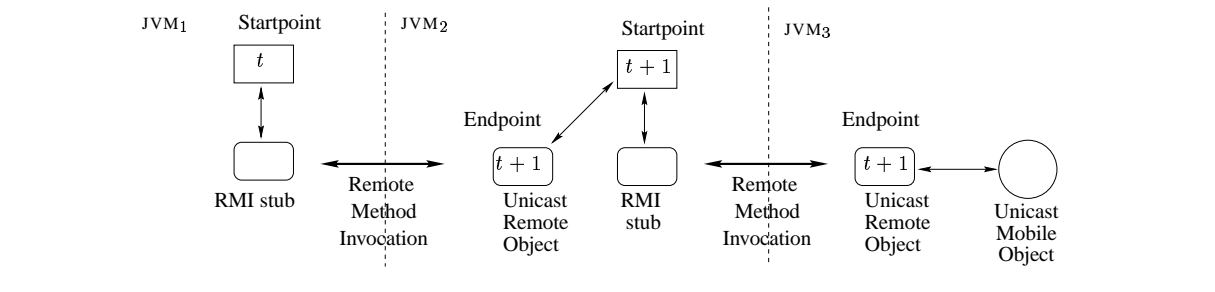 JVM1
Startpoint
t
RMI stub
Remote
Method
Invocation
JVM2
Endpoint
t + 1
Unicast
Remote
Object
Startpoint
t + 1
RMI
stub
Remote
Method
Invocation
JVM3
Endpoint
t + 1
Unicast
Remote
Object
Unicast
Mobile
Object